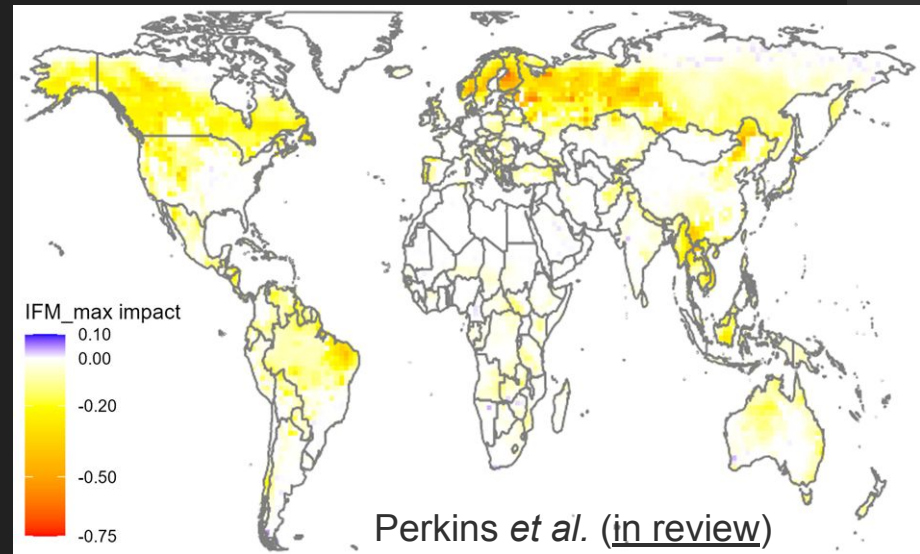 IFM_max impact
0.10
0.00
-0.20
-0.50
-0.75
Perkins et al. (in review)